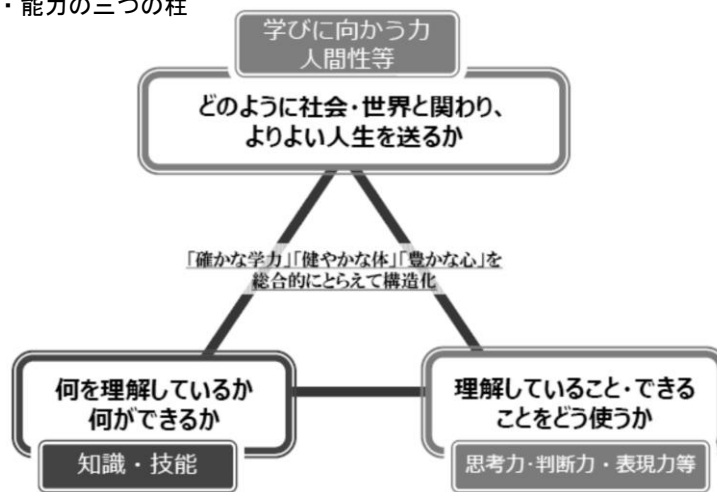 ・能力の三つの柱
学びに向かう力
人間性等
どのように社会・世界と関わり、
よりよい人生を送るか
「確かな学力」「健やかな体」「豊かな心」を
総合的にとらえて構造化
何を理解しているか
何ができるか
知識・技能
理解していること・できる
ことをどう使うか
思考力・判断力・表現力等